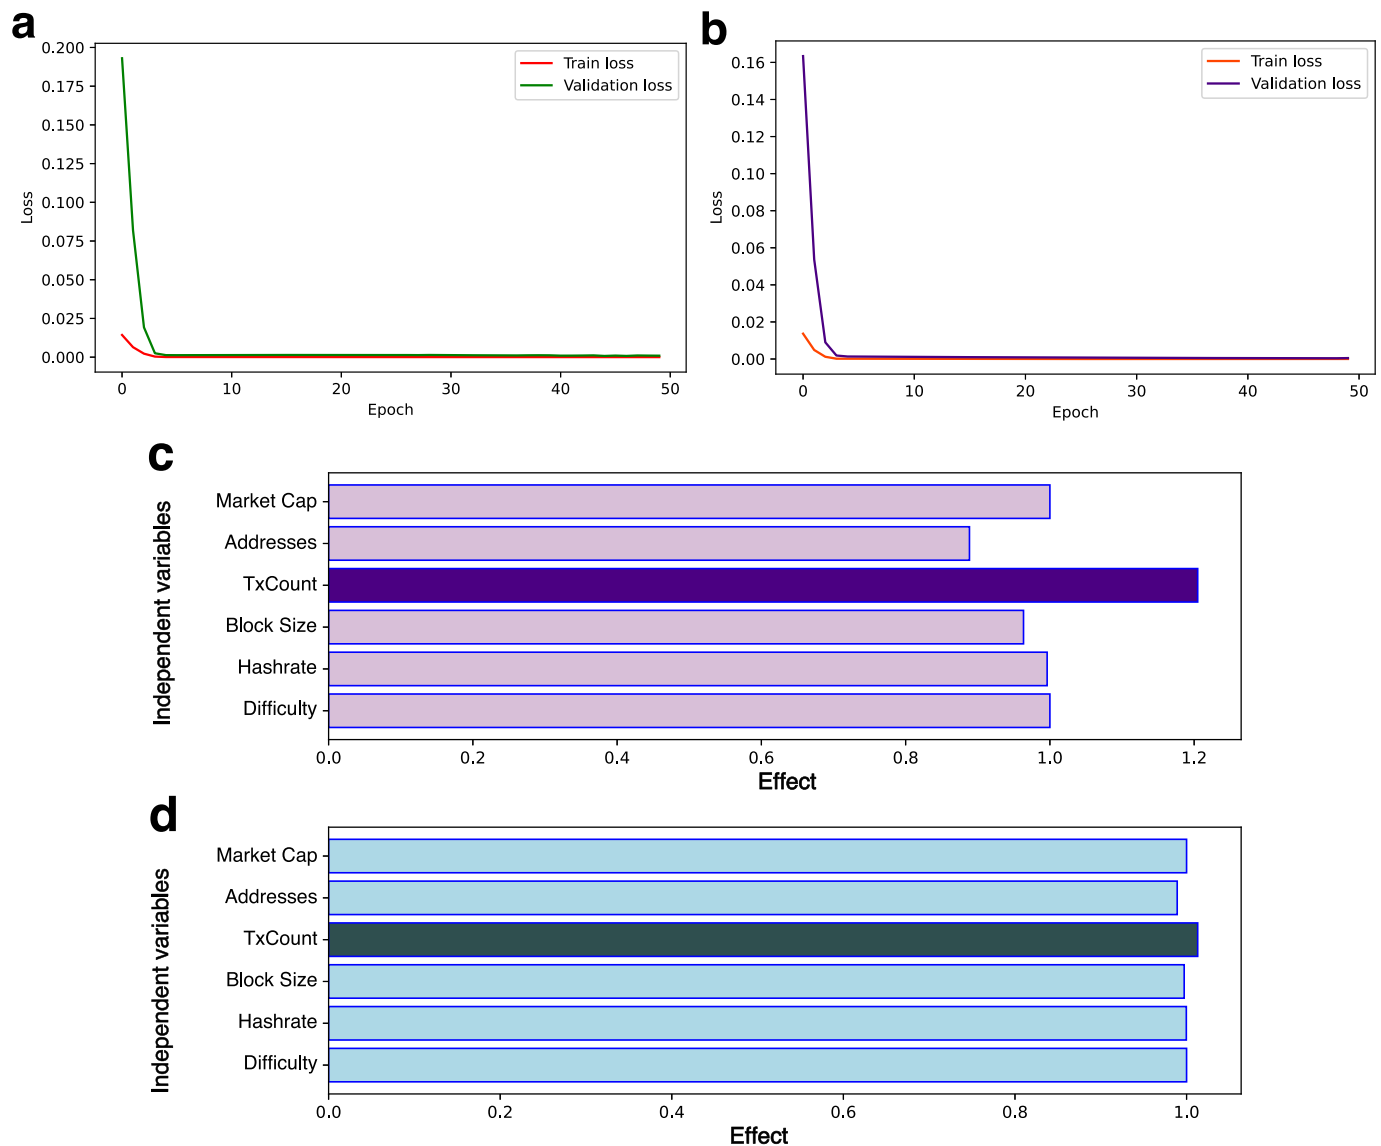 a
0.200
0.175
0.150
0.125
0.100
0.075
0.050
0.025
0.000
Loss
Train loss
Validation loss
0 10 20 30 40 50
Epoch
b
0.16
0.14
0.12
0.10
0.08
0.06
0.04
0.02
0.00
Loss
Train loss
Validation loss
0 10 20 30 40 50
Epoch
c
Independent variables
Market Cap
Addresses
TxCount
Block Size
Hashrate
Difficulty
0.0 0.2 0.4 0.6 0.8 1.0 1.2
Effect
d
Independent variables
Market Cap
Addresses
TxCount
Block Size
Hashrate
Difficulty
0.0 0.2 0.4 0.6 0.8 1.0
Effect